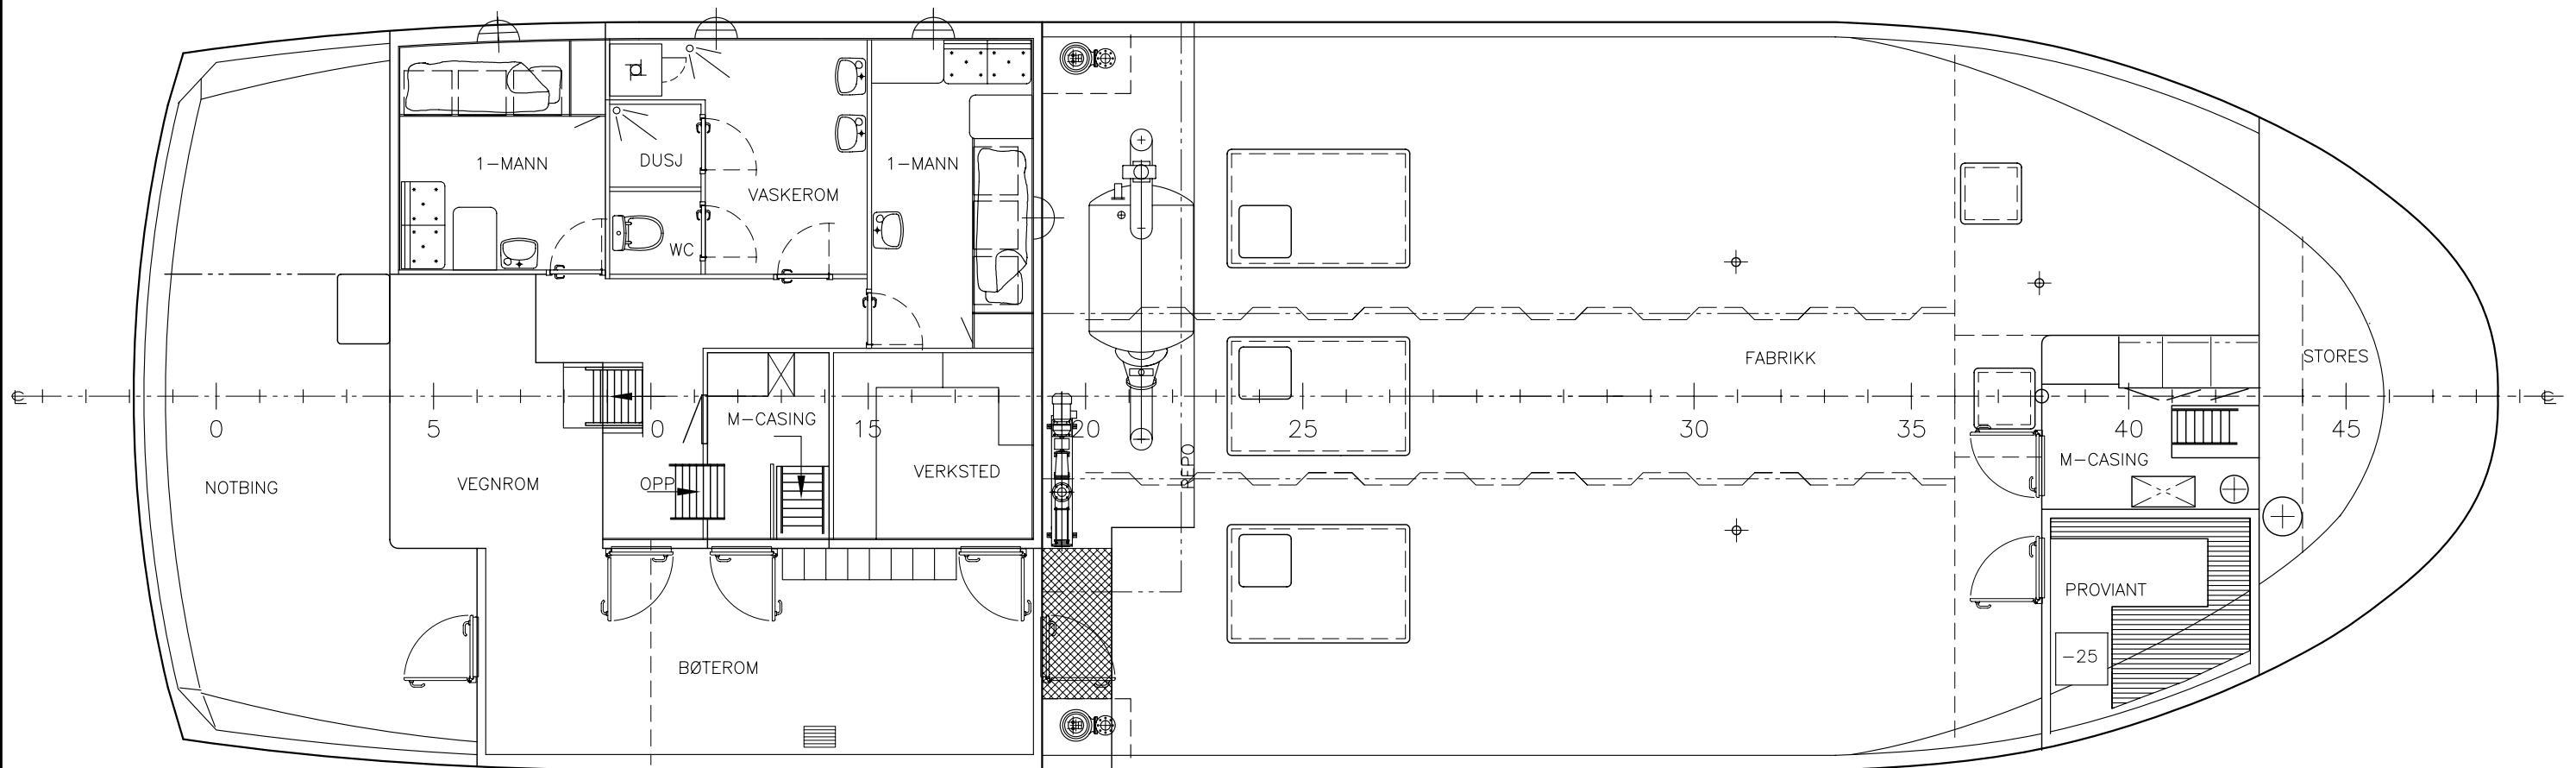 1-MANN
DUSJ
VASKEROM
WC
1-MANN
FABRIKK
STORES
0
5
10
M-CASING
15
20
25
30
35
40
45
NOTBING
VEGNROM
OPP
VERKSTED
REPO
M-CASING
BØTEROM
PROVIANT
-25